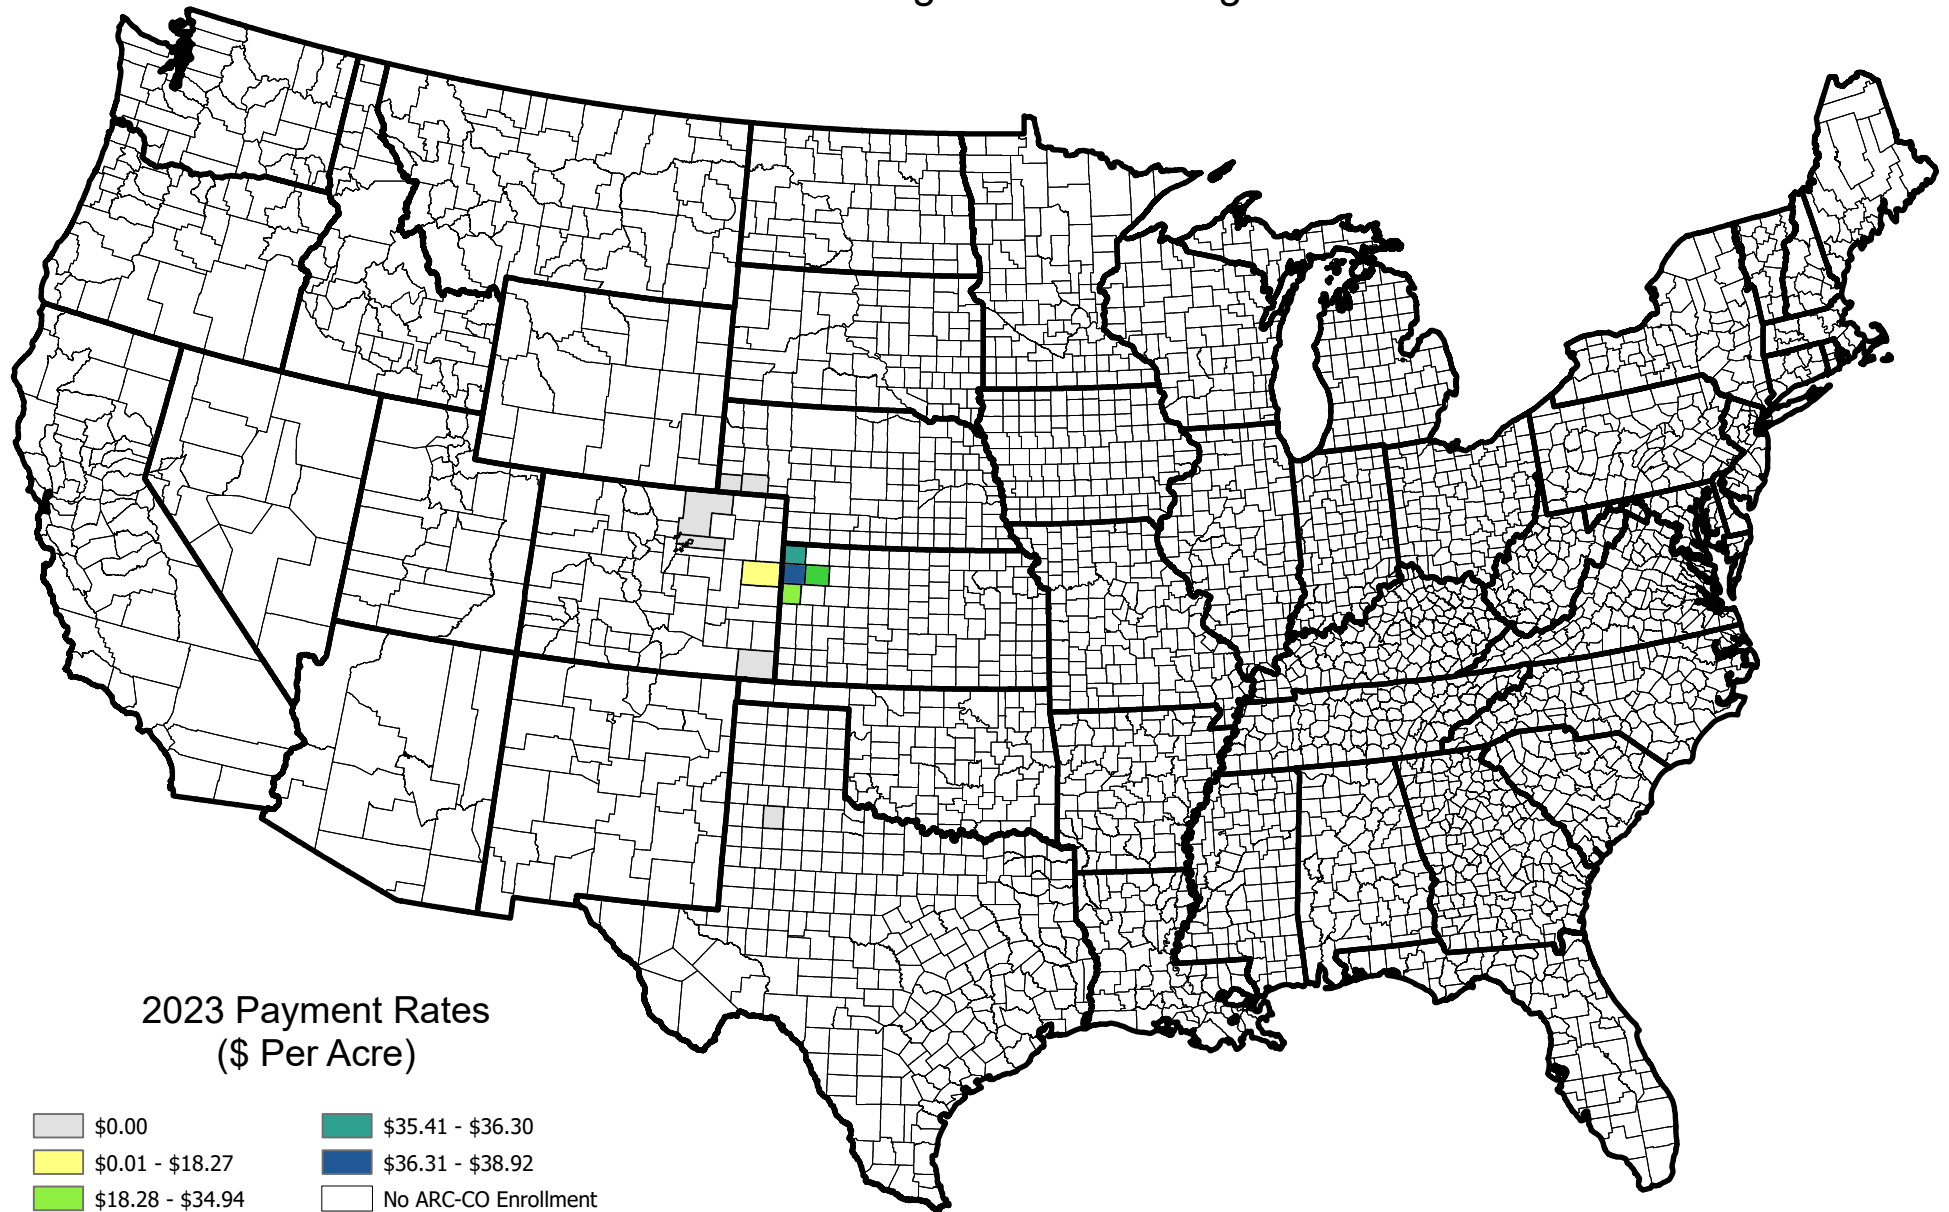 2023 Payment Rates
($ Per Acre)
$0.00
$0.01 - $18.27
$18.28 - $34.94
$35.41 - $36.30
$36.31 - $38.92
No ARC-CO Enrollment